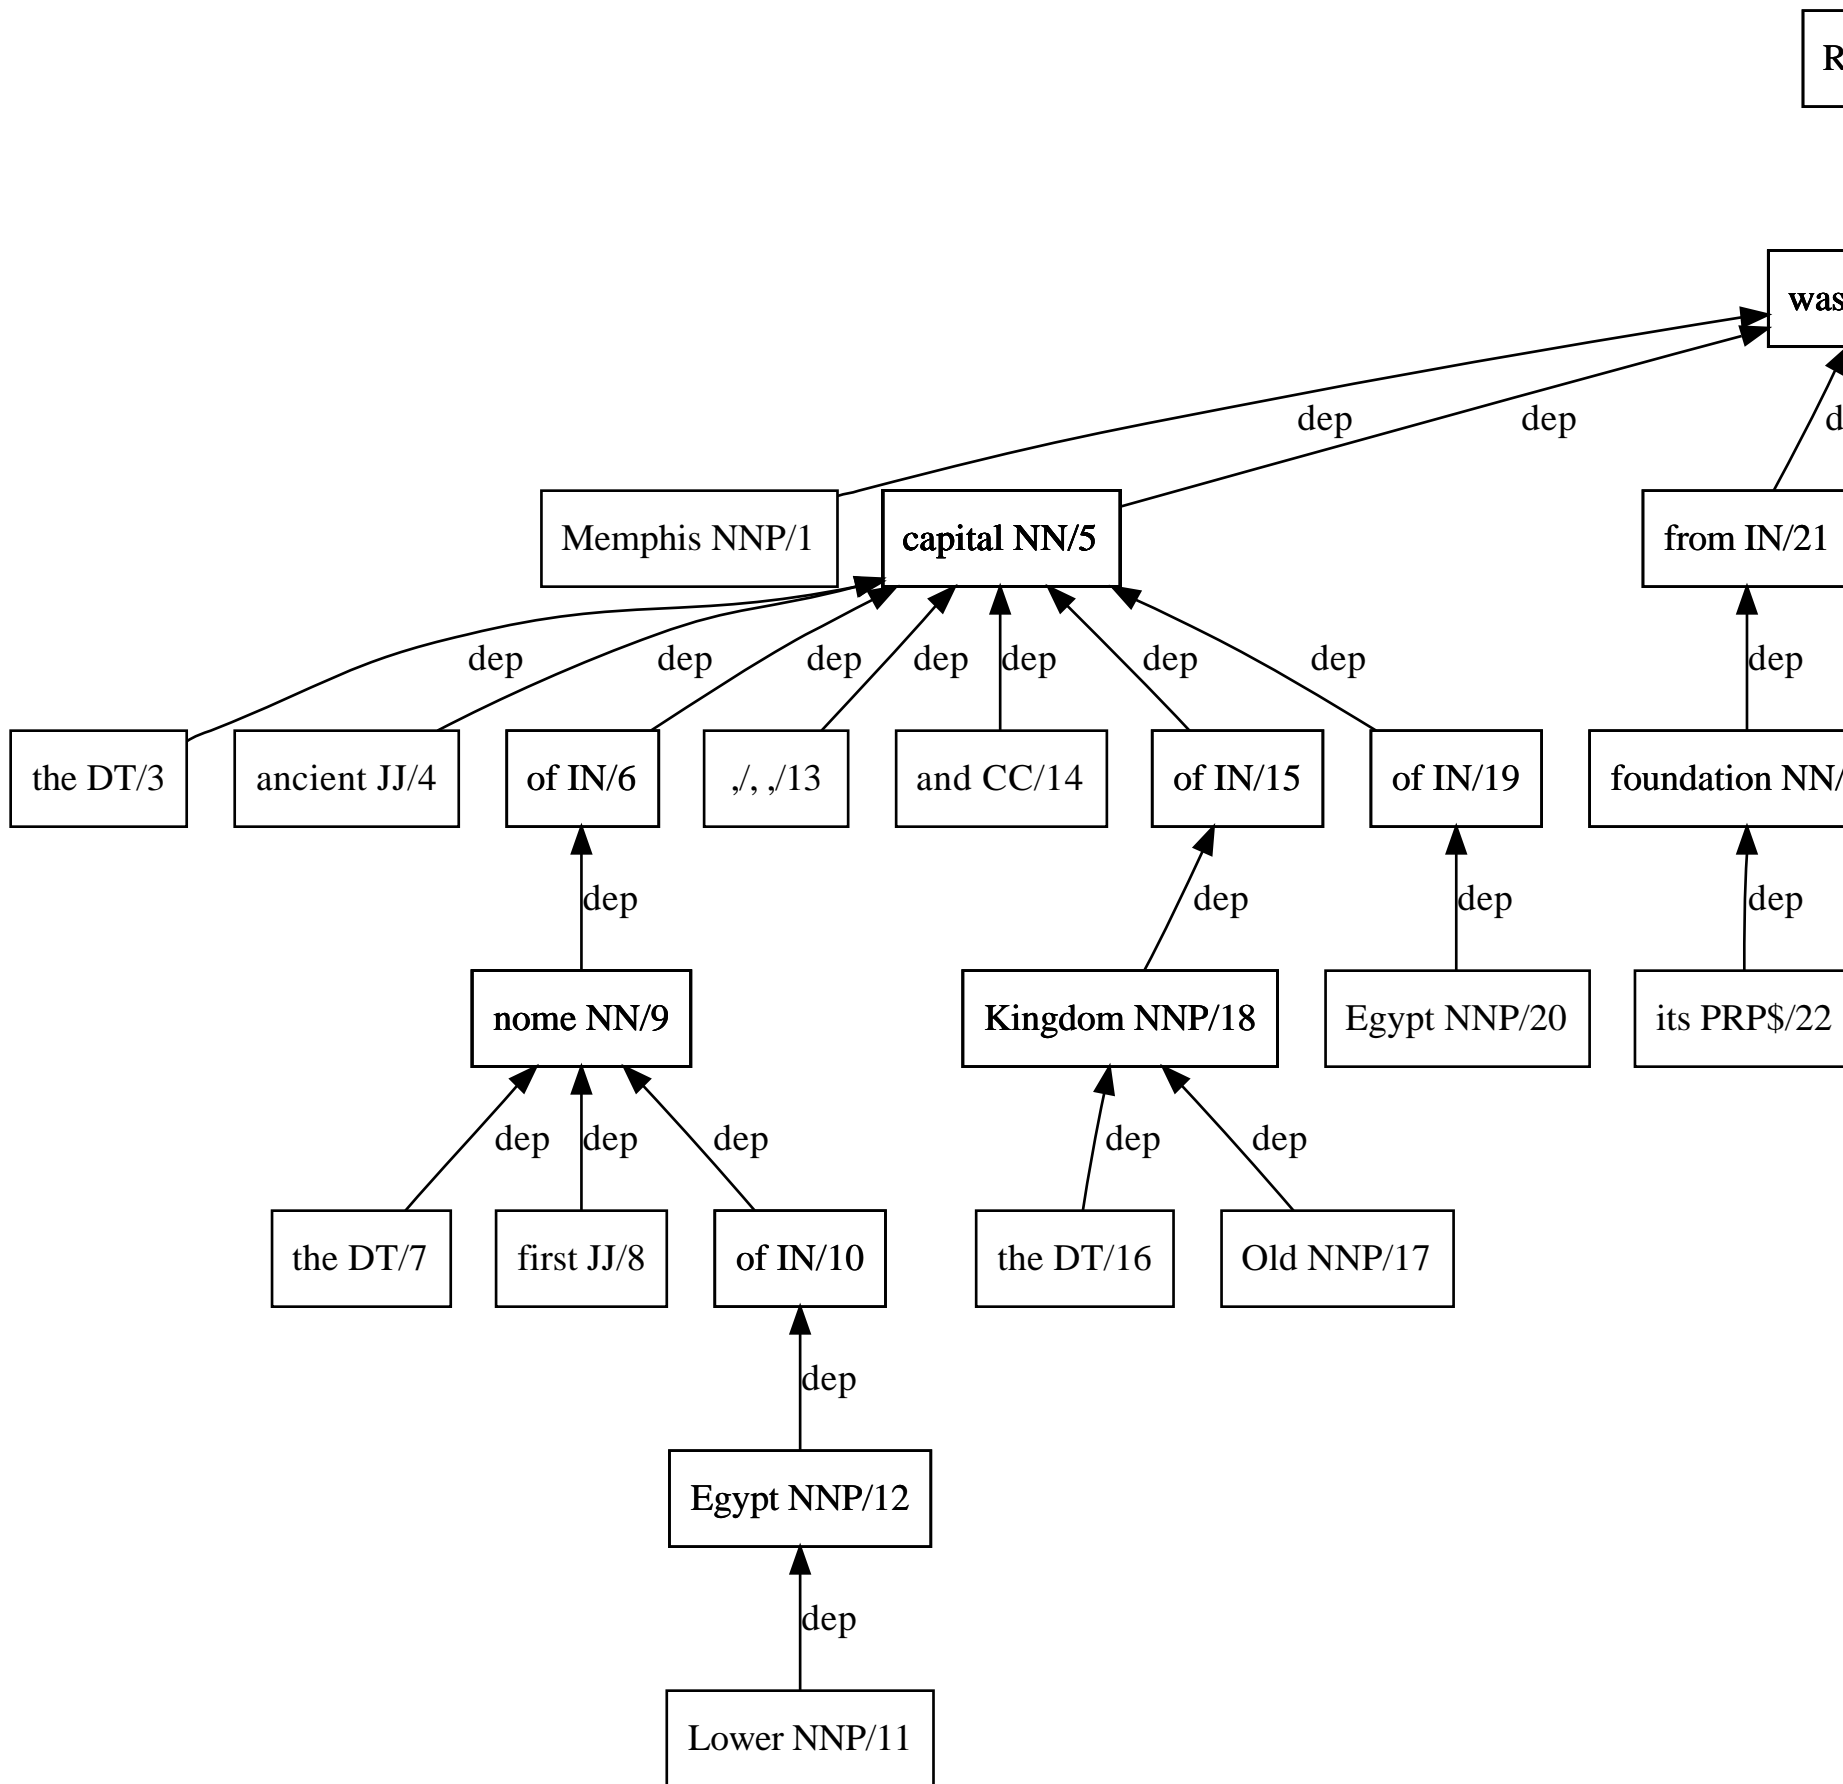 R
was
dep dep d
Memphis NNP/1 capital NN/5 from IN/21
dep dep dep dep dep dep dep dep
the DT/3 ancient JJ/4 of IN/6 ,/, ,/13 and CC/14 of IN/15 of IN/19 foundation NN/
dep dep dep dep
nome NN/9 Kingdom NNP/18 Egypt NNP/20 its PRP$/22
dep dep dep dep dep
the DT/7 first JJ/8 of IN/10 the DT/16 Old NNP/17
dep
Egypt NNP/12
dep
Lower NNP/11